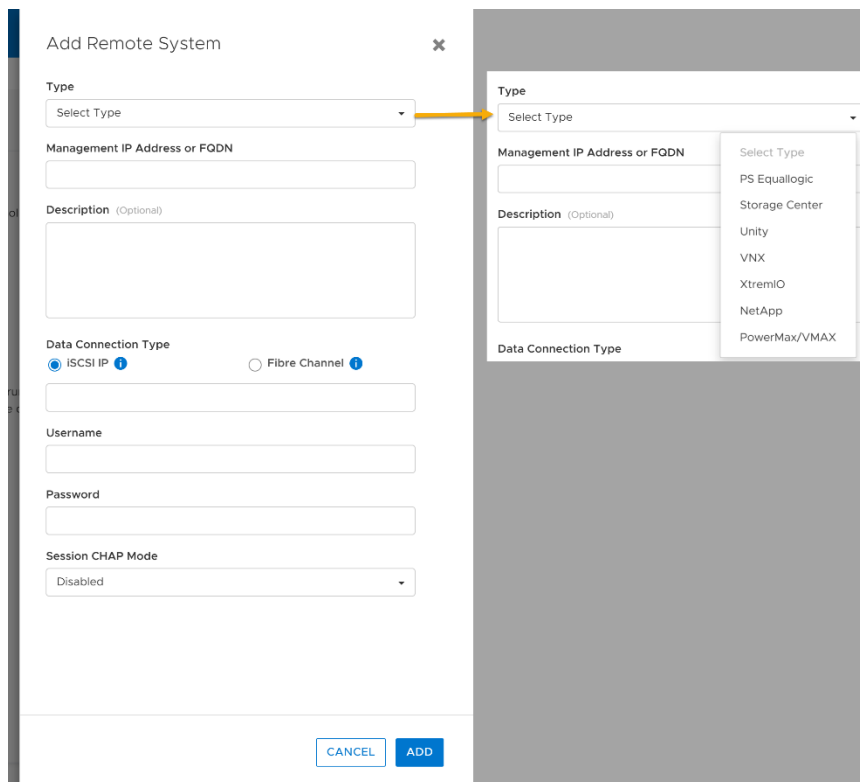 Add Remote System
Type
Select Type
Management IP Address or FQDN
Description (Optional)
Data Connection Type
iSCSI IP
Fibre Channel
Username
Password
Session CHAP Mode
Disabled
CANCEL
ADD
Type
Select Type
Management IP Address or FQDN
Description (Optional)
Data Connection Type
Select Type
PS Equallogic
Storage Center
Unity
VNX
XtremIO
NetApp
PowerMax/VMAX